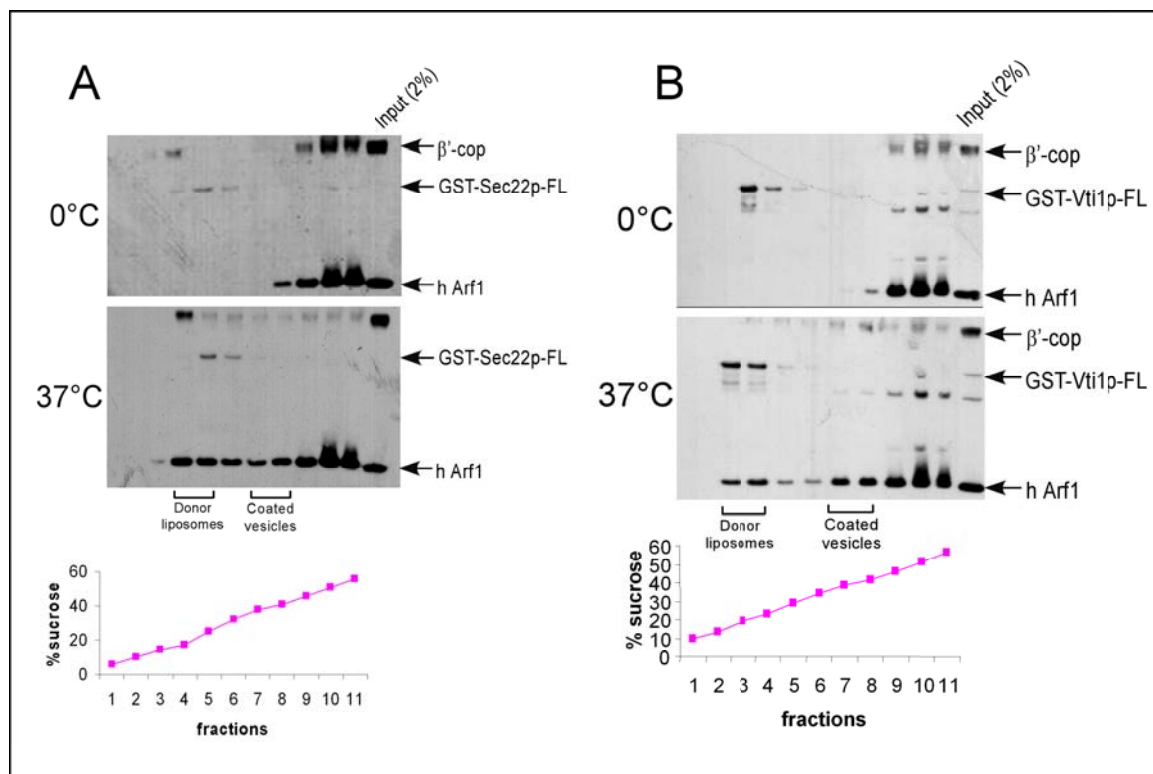 A
Input (2%)
β'-cop
GST-Sec22p-FL
0°C
h Arf1
GST-Sec22p-FL
37°C
h Arf1
Donor
liposomes
Coated
vesicles
% sucrose
60
40
20
0
1 2 3 4 5 6 7 8 9 10 11
fractions
B
Input (2%)
β'-cop
GST-Vti1p-FL
0°C
h Arf1
β'-cop
GST-Vti1p-FL
37°C
h Arf1
Donor
liposomes
Coated
vesicles
% sucrose
60
50
40
30
20
10
0
1 2 3 4 5 6 7 8 9 10 11
fractions